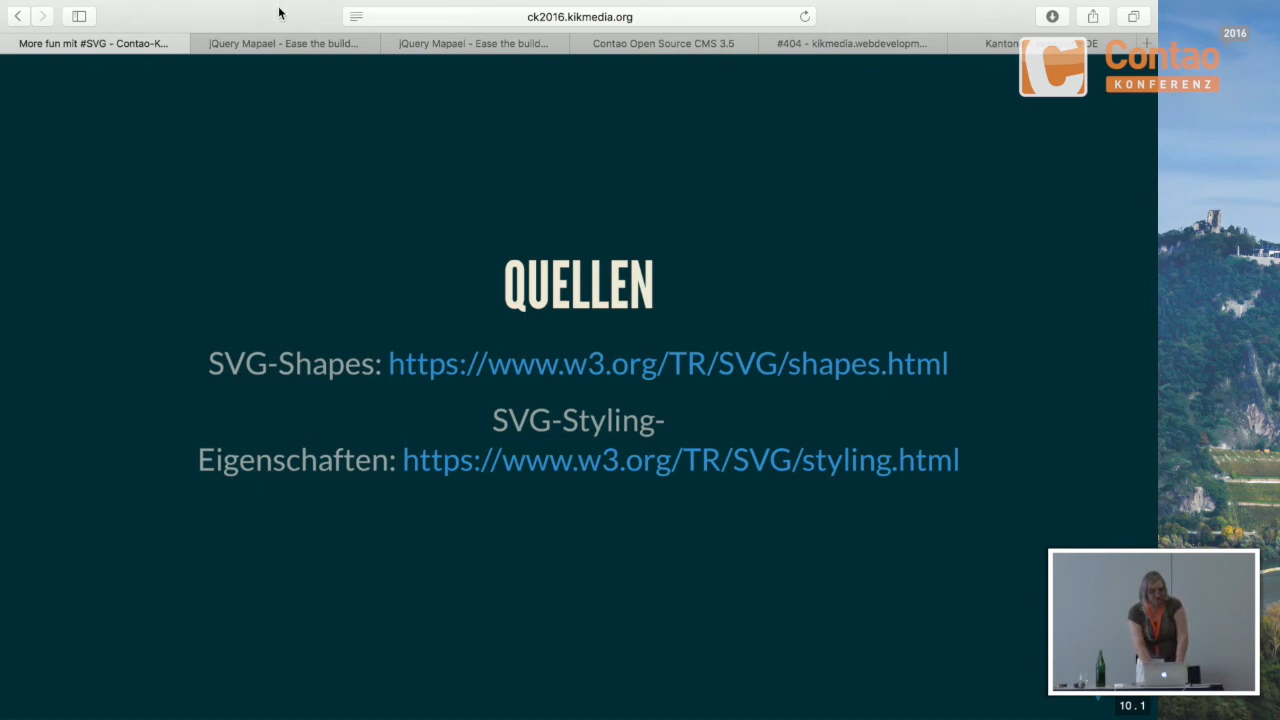 ck2016.kikmedia.org
More fun mit #SVG - Contao-K...
jQuery Mapael - Ease the build...
jQuery Mapael - Ease the build...
Contao Open Source CMS 3.5
#404 - kikmedia.webdevelopm...
2016
Contao
KONFERENZ
QUELLEN
SVG-Shapes: https://www.w3.org/TR/SVG/shapes.html
SVG-Styling-
Eigenschaften: https://www.w3.org/TR/SVG/styling.html
10.1